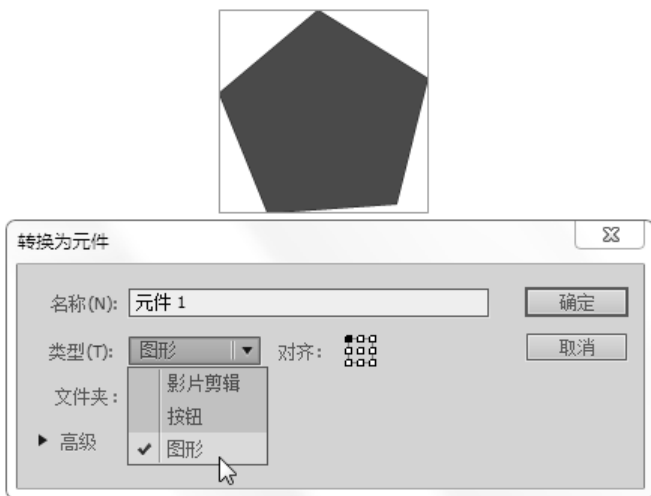 转换为元件
名称(N): 元件 1 确定
类型(T): 图形 对齐: 取消
影片剪辑
文件夹:
按钮
高级
图形